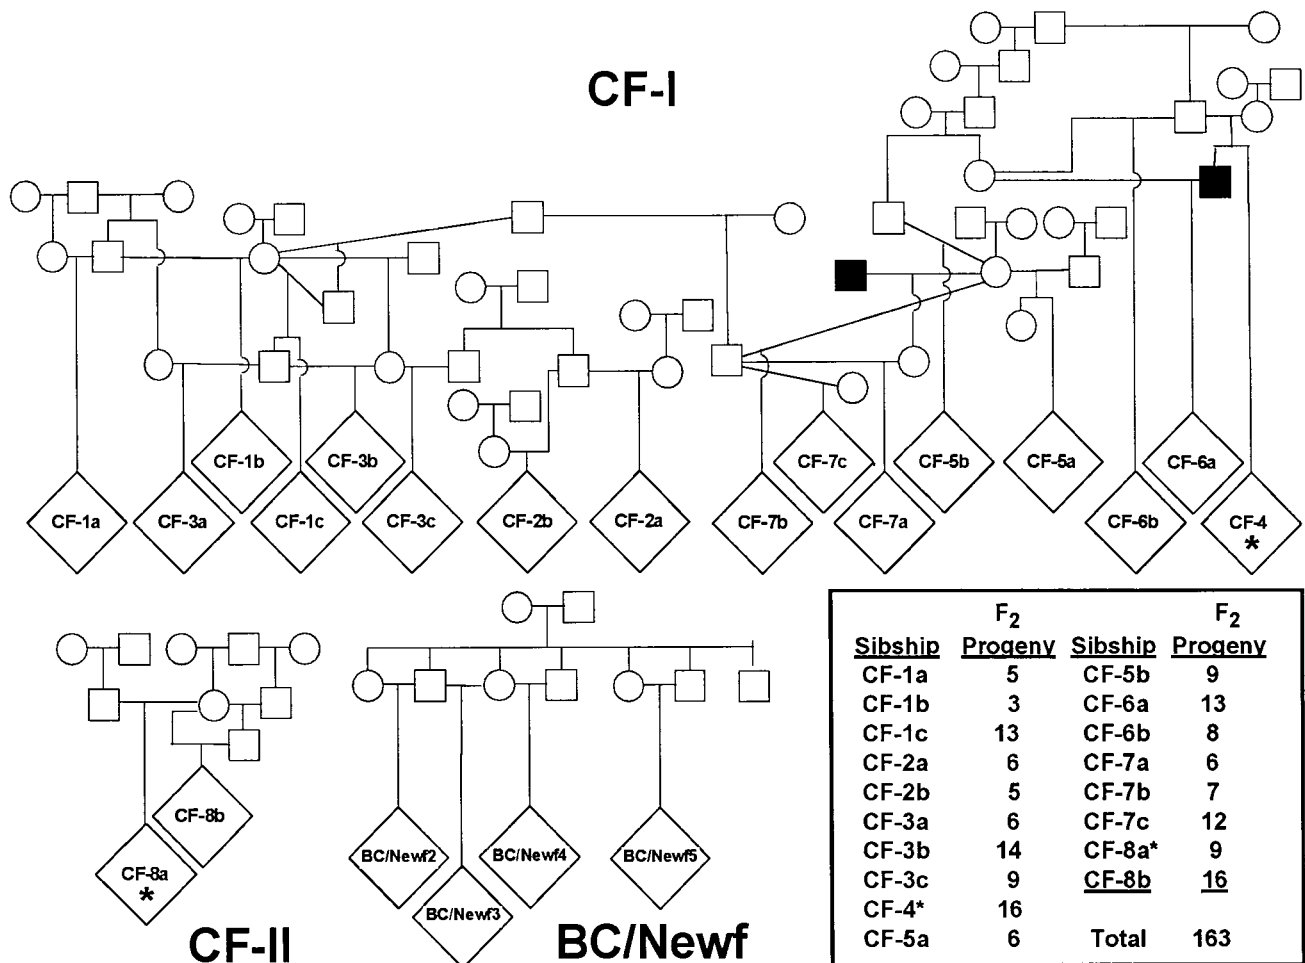 CF-I
CF-1b
CF-3b
CF-7c
CF-5b
CF-5a
CF-6a
CF-1a
CF-3a
CF-1c
CF-3c
CF-2b
CF-2a
CF-7b
CF-7a
CF-6b
CF-4
*
CF-8b
CF-8a
*
CF-II
BC/Newf2
BC/Newf4
BC/Newf5
BC/Newf3
BC/Newf
F2 F2
Sibship Progeny Sibship Progeny
CF-1a 5 CF-5b 9
CF-1b 3 CF-6a 13
CF-1c 13 CF-6b 8
CF-2a 6 CF-7a 6
CF-2b 5 CF-7b 7
CF-3a 6 CF-7c 12
CF-3b 14 CF-8a* 9
CF-3c 9 CF-8b 16
CF-4* 16
CF-5a 6 Total 163